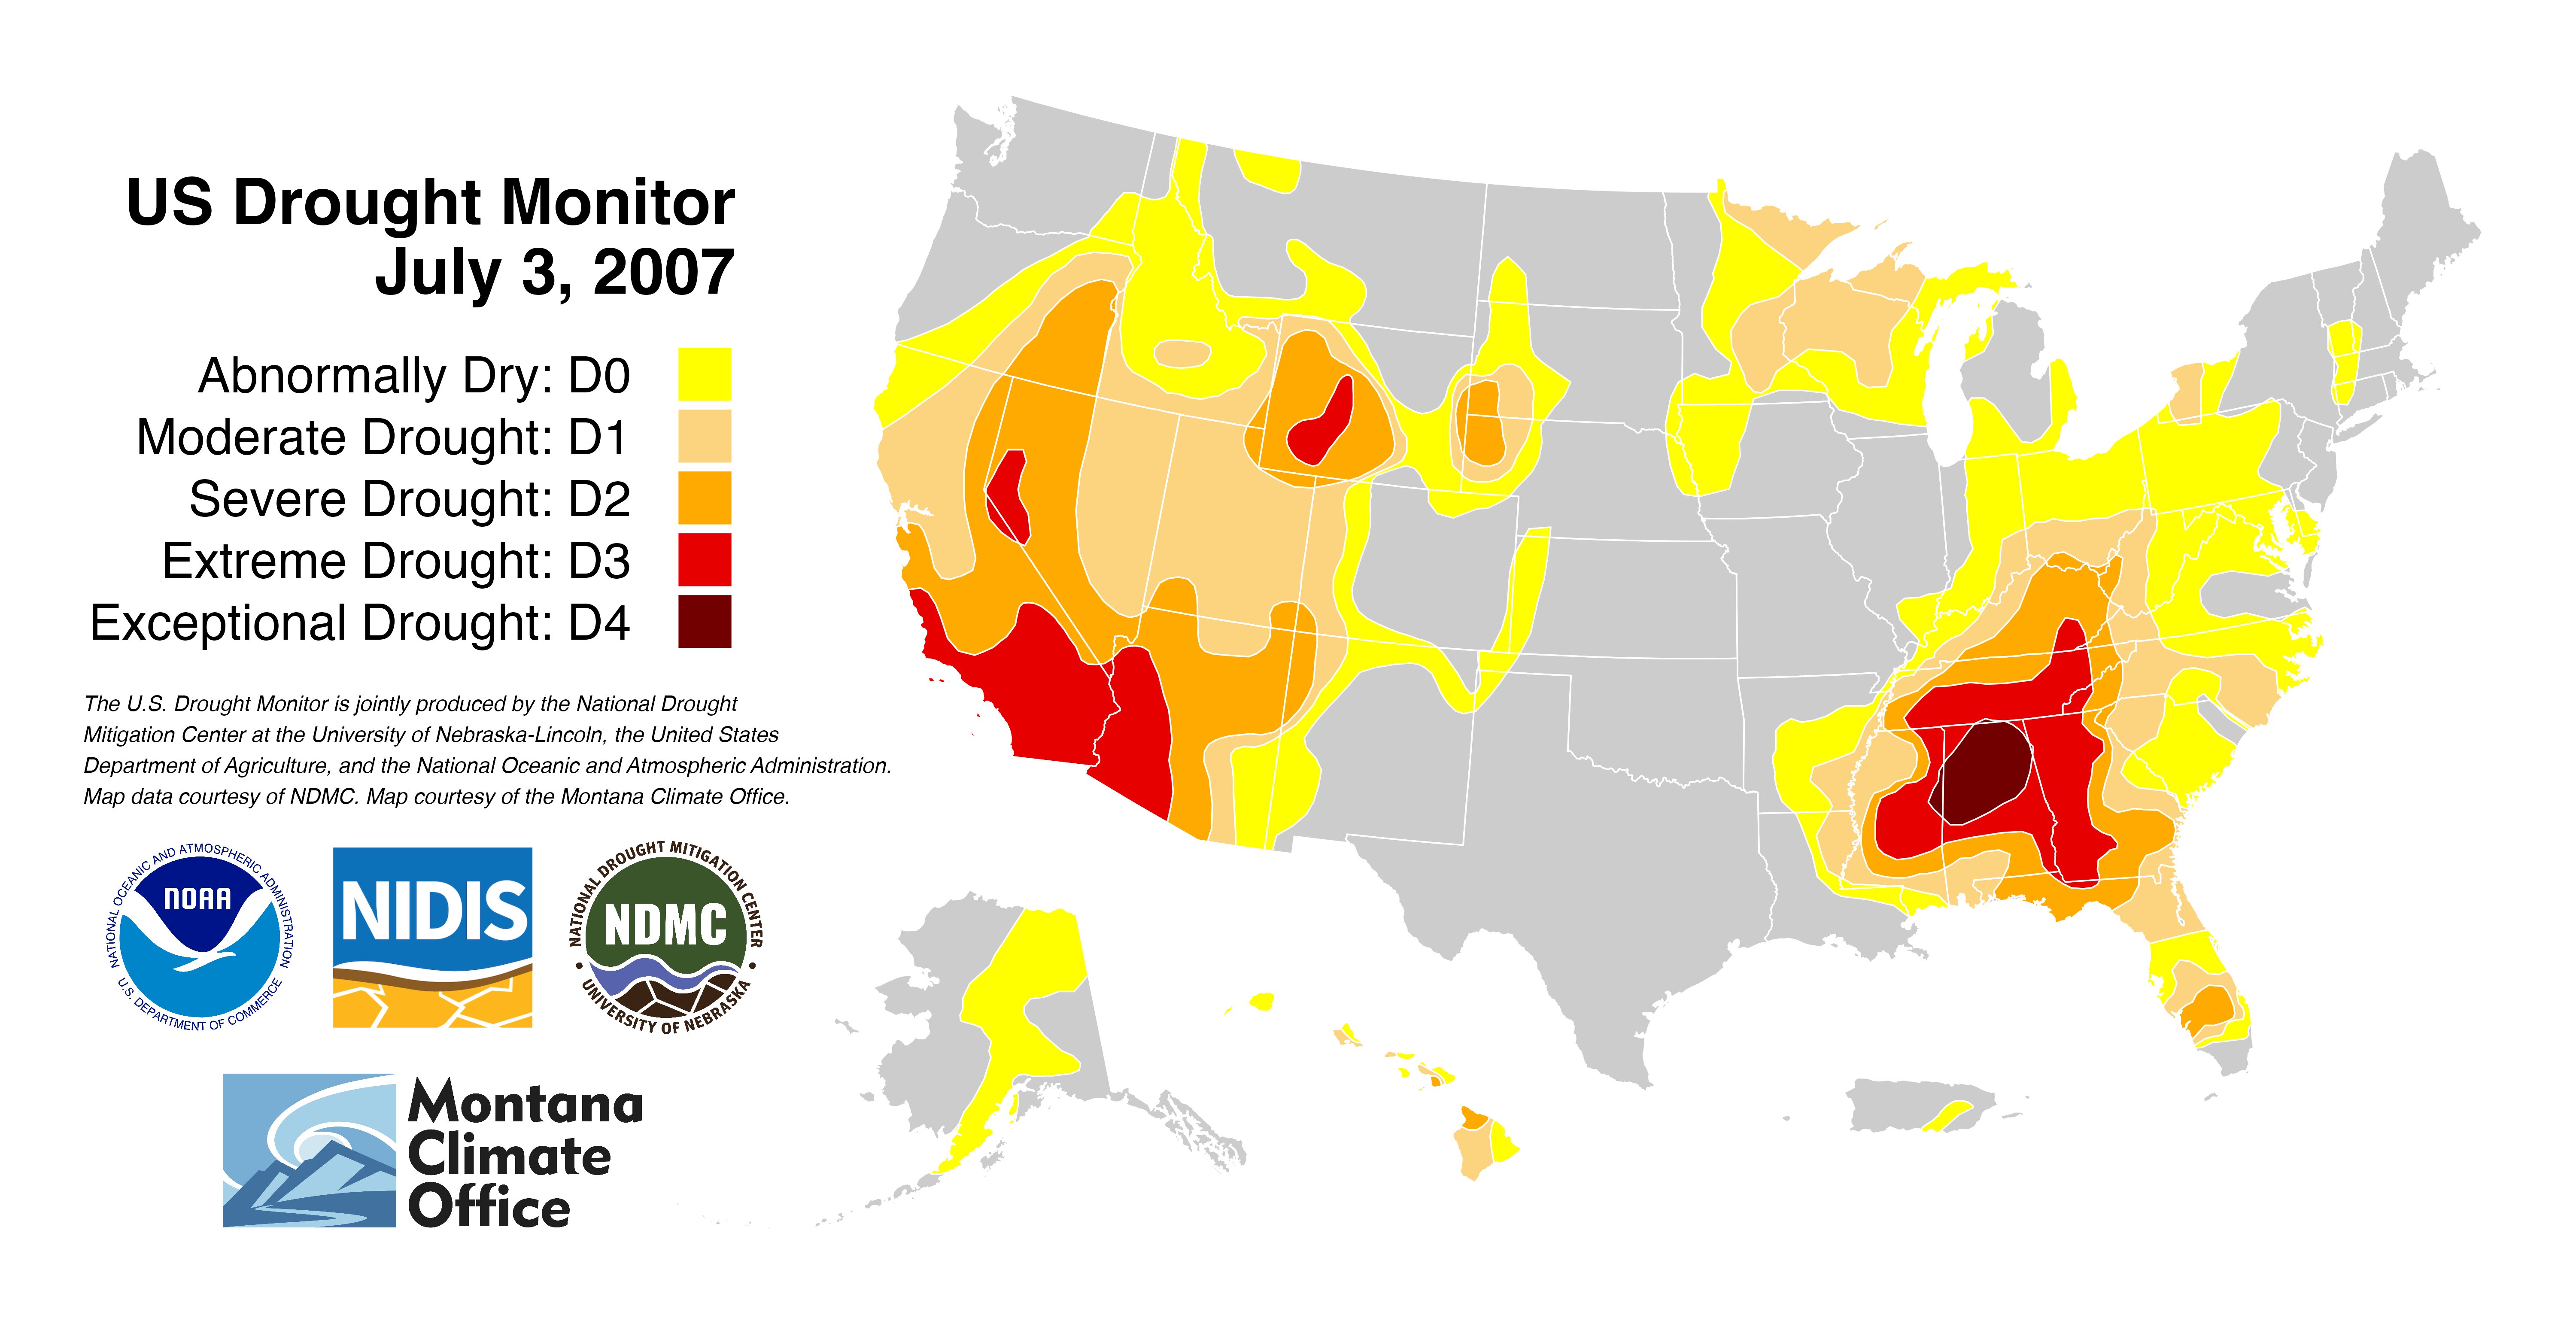 US Drought Monitor
July 3, 2007
Abnormally Dry: D0
Moderate Drought: D1
Severe Drought: D2
Extreme Drought: D3
Exceptional Drought: D4
The U.S. Drought Monitor is jointly produced by the National Drought
Mitigation Center at the University of Nebraska-Lincoln, the United States
Department of Agriculture, and the National Oceanic and Atmospheric Administration.
Map data courtesy of NDMC. Map courtesy of the Montana Climate Office.
NATIONAL OCEANIC AND ATMOSPHERIC ADMINISTRATION
NOAA
U.S. DEPARTMENT OF COMMERCE
NIDIS
NATIONAL DROUGHT MITIGATION CENTER
NDMC
UNIVERSITY OF NEBRASKA
Montana
Climate
Office